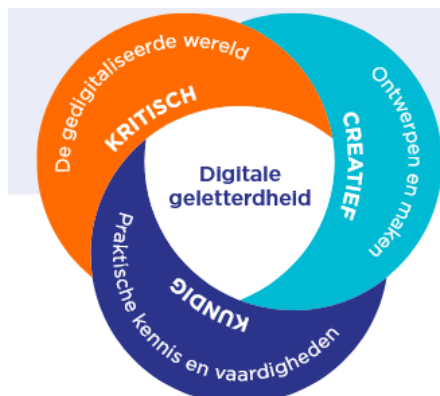 De gedigitaliseerde wereld
KRITISCH
Ontwerpen en maken
CREATIEF
Digitale
geletterdheid
KUNDIG
Praktische kennis en vaardigheden